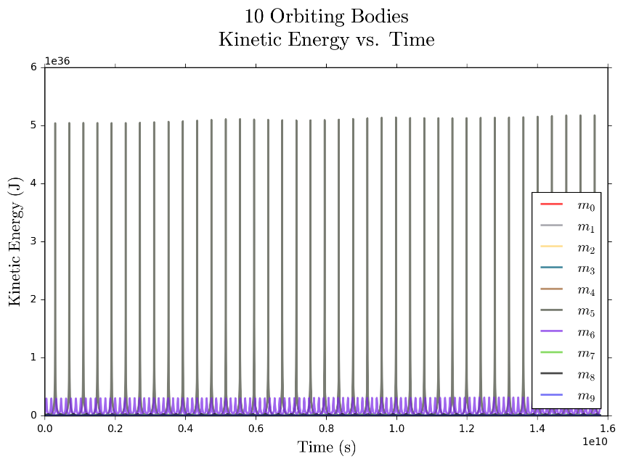 10 Orbiting Bodies
Kinetic Energy vs. Time
1e36
6
5
4
3
2
1
0
Kinetic Energy (J)
0.0 0.2 0.4 0.6 0.8 1.0 1.2 1.4 1.6
1e10
Time (s)
m₀
m₁
m₂
m₃
m₄
m₅
m₆
m₇
m₈
m₉